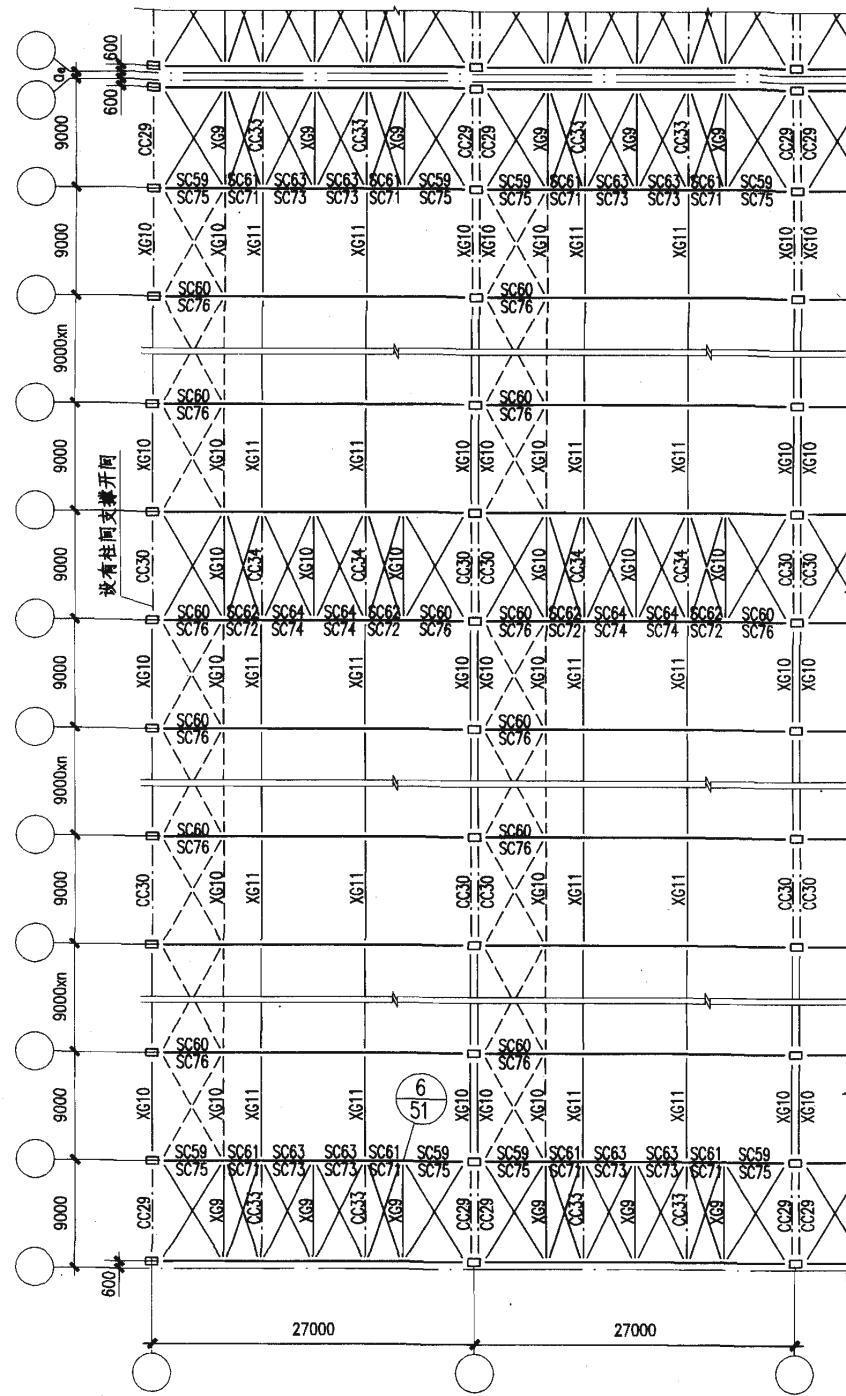 600
ae
600
9000
CC29 XG9 CC33 XG9 CC33 XG9 CC29 CC29 XG9 CC33 XG9 CC33 XG9 CC29 CC29
SC59 SC61 SC63 SC63 SC61 SC59 SC59 SC61 SC63 SC63 SC61 SC59
SC75 SC71 SC73 SC73 SC71 SC75 SC75 SC71 SC73 SC73 SC71 SC75
9000
XG10 XG10 XG11 XG11 XG10 XG10 XG10 XG11 XG11 XG10 XG10
SC60 SC60
SC76 SC76
9000xn
SC60 SC60
SC76 SC76
9000
XG10 XG10 XG11 XG11 XG10 XG10 XG10 XG11 XG11 XG10 XG10
设有柱间支撑开间
9000
CC30 XG10 CC34 XG10 CC34 XG10 CC30 CC30 XG10 CC34 XG10 CC34 XG10 CC30 CC30
SC60 SC62 SC64 SC64 SC62 SC60 SC60 SC62 SC64 SC64 SC62 SC60
SC76 SC72 SC74 SC74 SC72 SC76 SC76 SC72 SC74 SC74 SC72 SC76
9000
XG10 XG10 XG11 XG11 XG10 XG10 XG10 XG11 XG11 XG10 XG10
SC60 SC60
SC76 SC76
9000xn
SC60 SC60
SC76 SC76
9000
CC30 XG10 XG11 XG11 CC30 CC30 XG10 XG11 XG11 CC30 CC30
9000xn
SC60 SC60
SC76 SC76
9000
XG10 XG10 XG11 XG11 XG10 XG10 XG10 XG11 XG11 XG10 XG10
6
51
SC59 SC61 SC63 SC63 SC61 SC59 SC59 SC61 SC63 SC63 SC61 SC59
SC75 SC71 SC73 SC73 SC71 SC75 SC75 SC71 SC73 SC73 SC71 SC75
9000
CC29 XG9 CC33 XG9 CC33 XG9 CC29 CC29 XG9 CC33 XG9 CC33 XG9 CC29 CC29
600
27000 27000